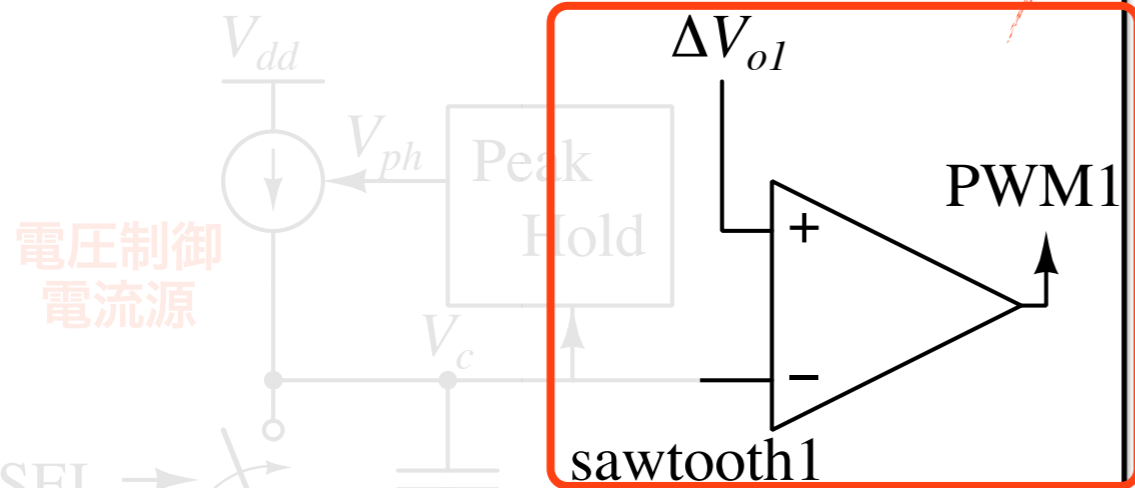 V_dd
ΔV_o1
V_ph
Peak
Hold
PWM1
+
電圧制御
電流源
V_c
−
sawtooth1
SEL